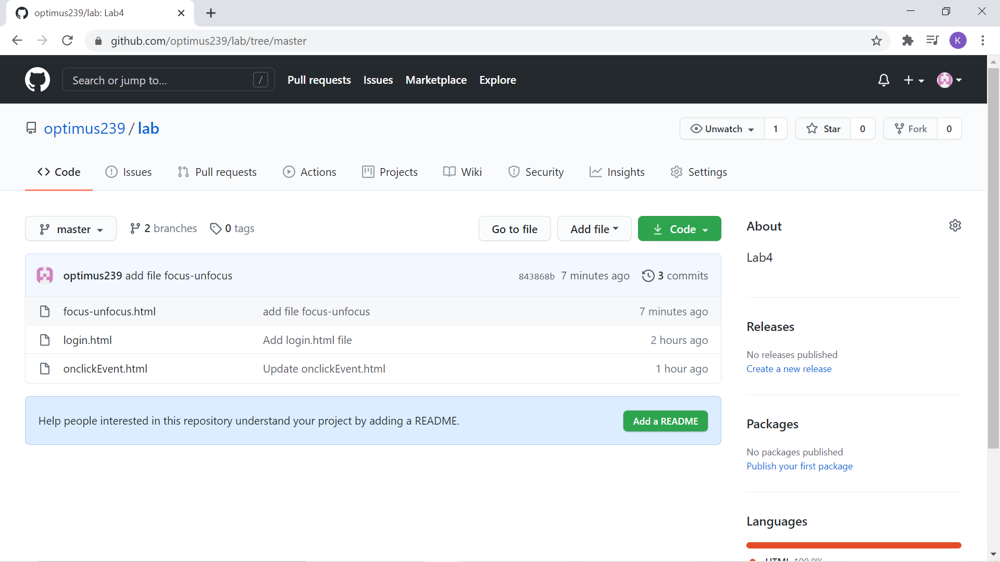 optimus239/lab: Lab4
github.com/optimus239/lab/tree/master
K
Search or jump to...
/
Pull requests
Issues
Marketplace
Explore
optimus239 / lab
Unwatch 1
Star 0
Fork 0
Code
Issues
Pull requests
Actions
Projects
Wiki
Security
Insights
Settings
master
2 branches
0 tags
Go to file
Add file
Code
optimus239 add file focus-unfocus 843868b 7 minutes ago 3 commits
focus-unfocus.html add file focus-unfocus 7 minutes ago
login.html Add login.html file 2 hours ago
onclickEvent.html Update onclickEvent.html 1 hour ago
Help people interested in this repository understand your project by adding a README.
Add a README
About
Lab4
Releases
No releases published
Create a new release
Packages
No packages published
Publish your first package
Languages
HTML 100.0%